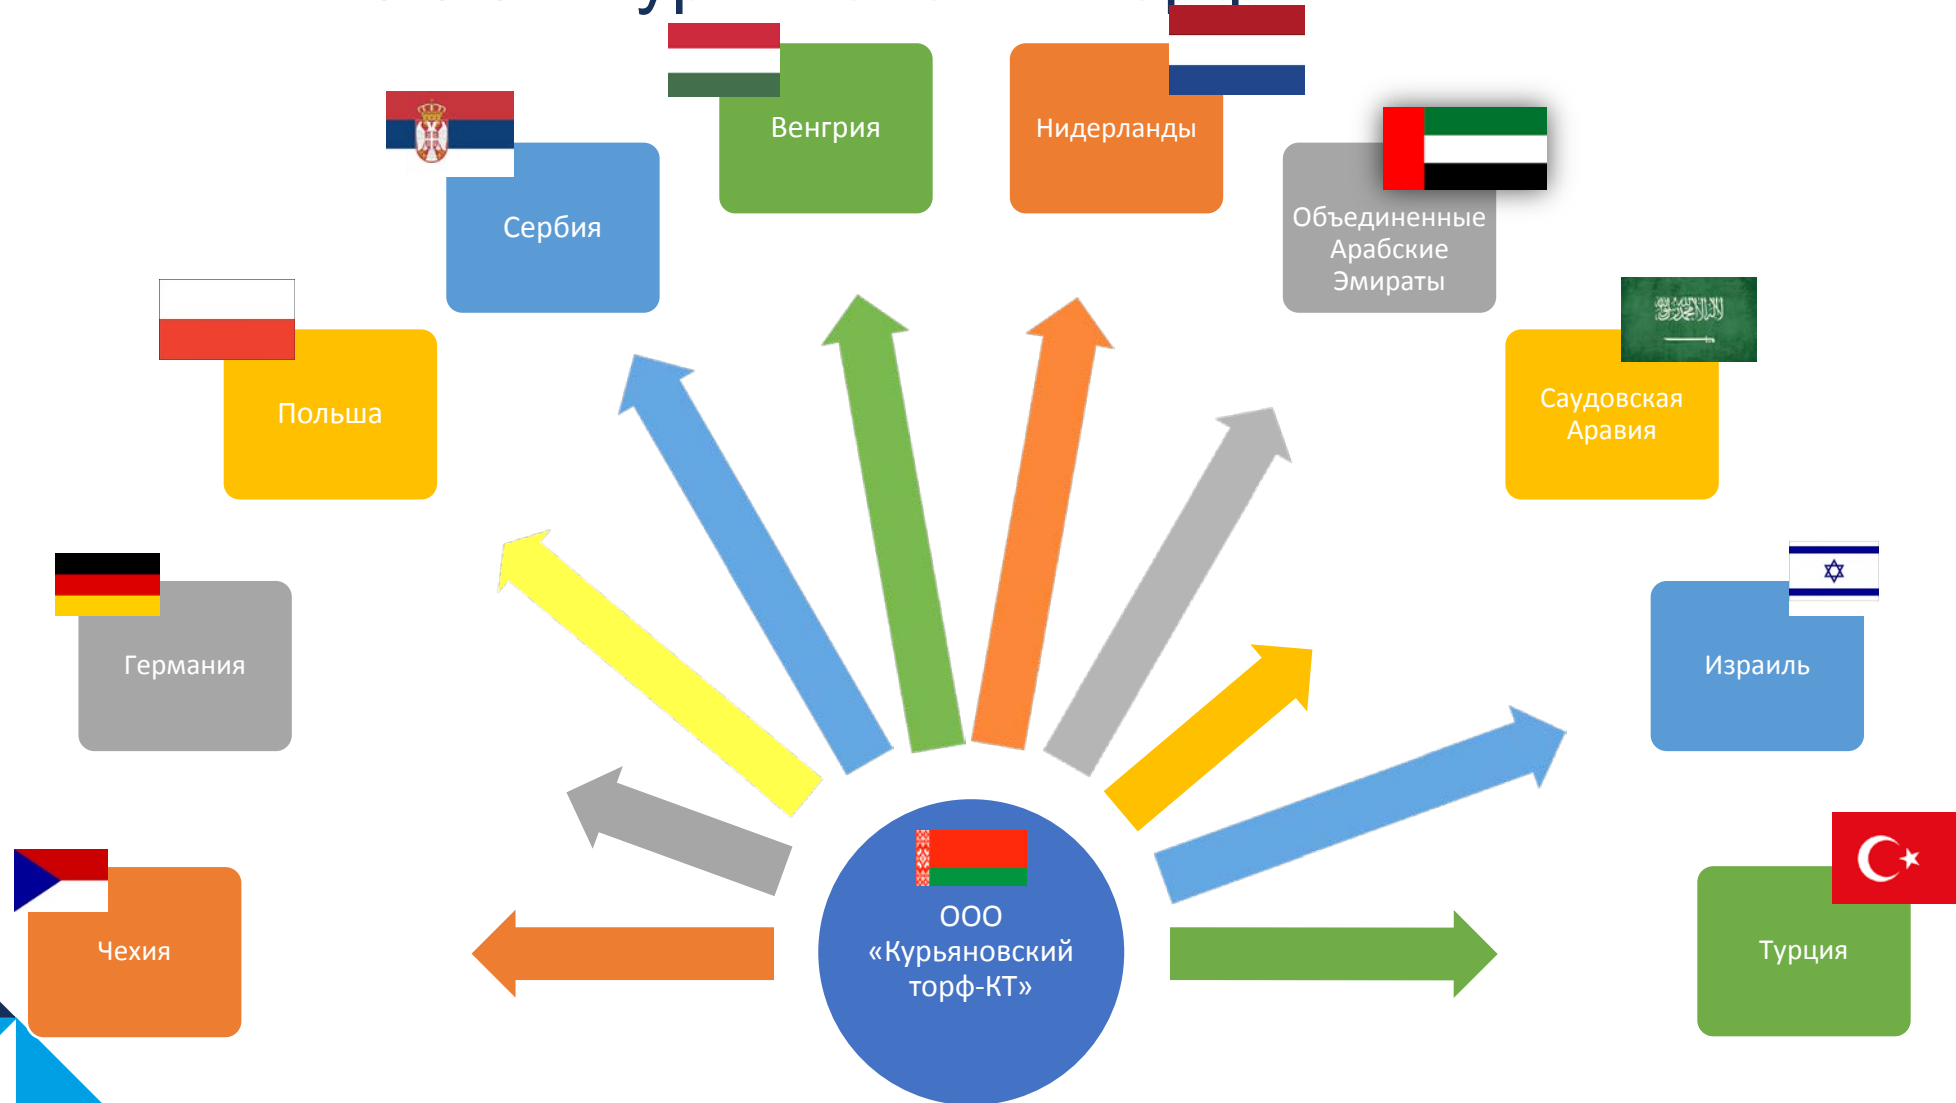 Венгрия
Нидерланды
Сербия
Объединенные
Арабские
Эмираты
Польша
Саудовская
Аравия
Германия
Израиль
Чехия
ООО
«Курьяновский
торф-КТ»
Турция